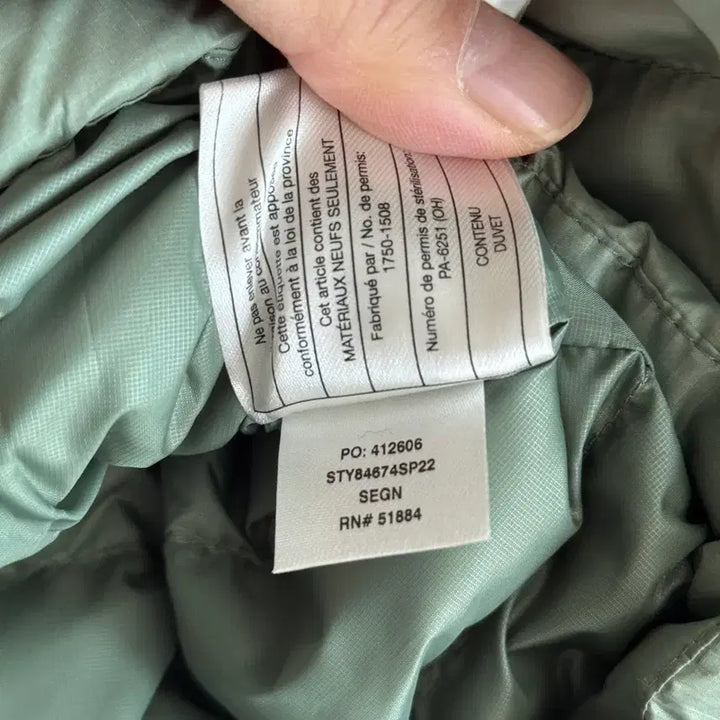 Ne pas enlever avant la
au
Cette étiquette est
conformément à la loi de la province
Cet article contient des
MATÉRIAUX NEUFS SEULEMENT
Fabriqué par / No. de permis:
1750-1508
Numéro de permis de stérilisation:
PA-6251 (OH)
CONTENU
DUVET
PO: 412606
STY84674SP22
SEGN
RN# 51884